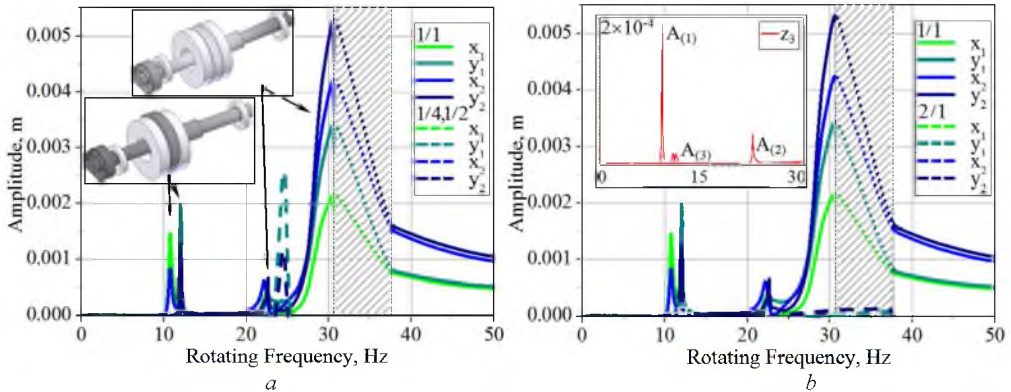 0.005
0.004
0.003
0.002
0.001
0.000
Amplitude, m
1/1
x1
y1
x2
y2
1/4,1/2
x1
y1
x2
y2
0 10 20 30 40 50
Rotating Frequency, Hz
a
0.005
0.004
0.003
0.002
0.001
0.000
Amplitude, m
2×10-4
A(1)
z3
A(3)
A(2)
0 15 30
1/1
x1
y1
x2
y2
2/1
x1
y1
x2
y2
0 10 20 30 40 50
Rotating Frequency, Hz
b